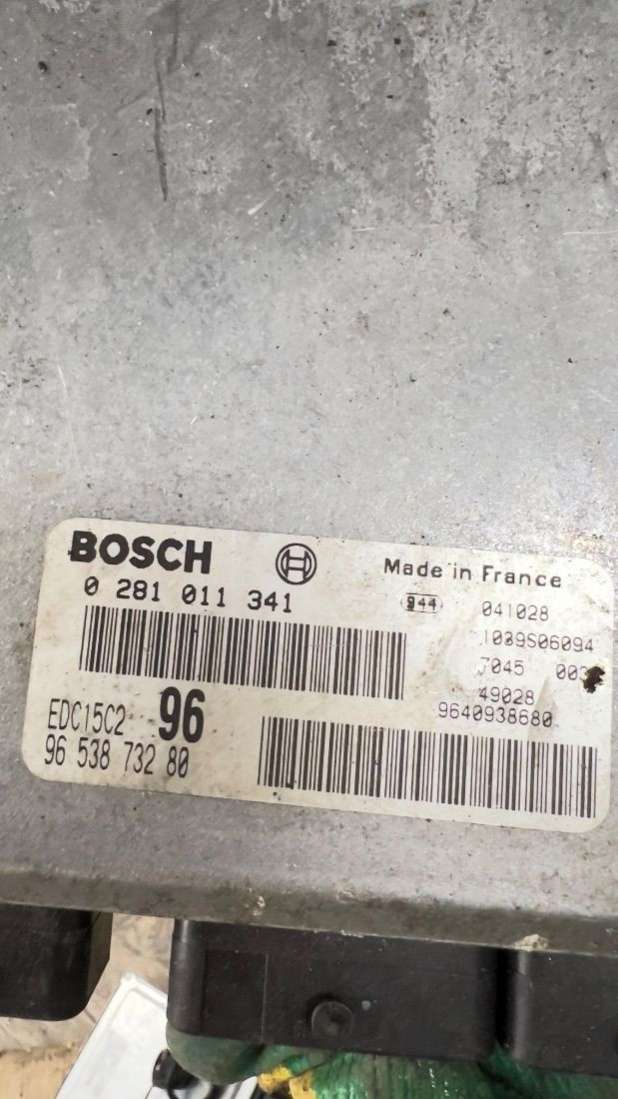 BOSCH
Made in France
0 281 011 341
944
041028
1039S06094
7045
49028
EDC15C2 96
9640938680
96 538 732 80